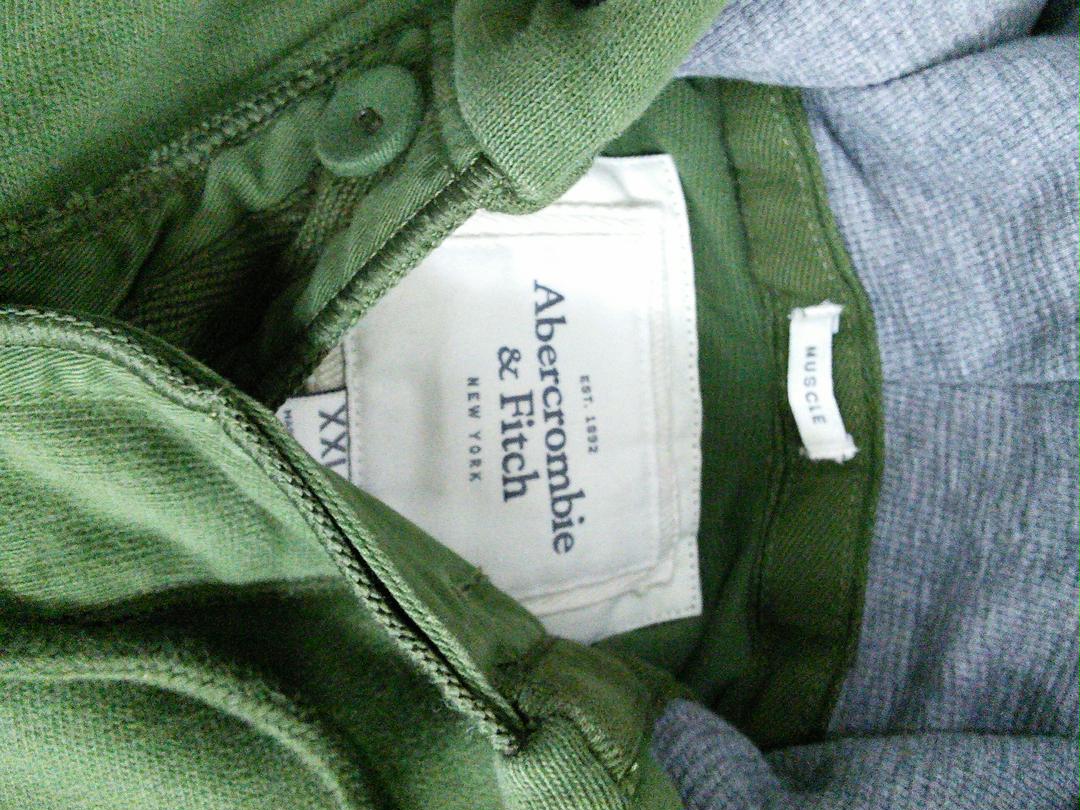 MUSCLE
EST. 1892
Abercrombie
& Fitch
NEW YORK